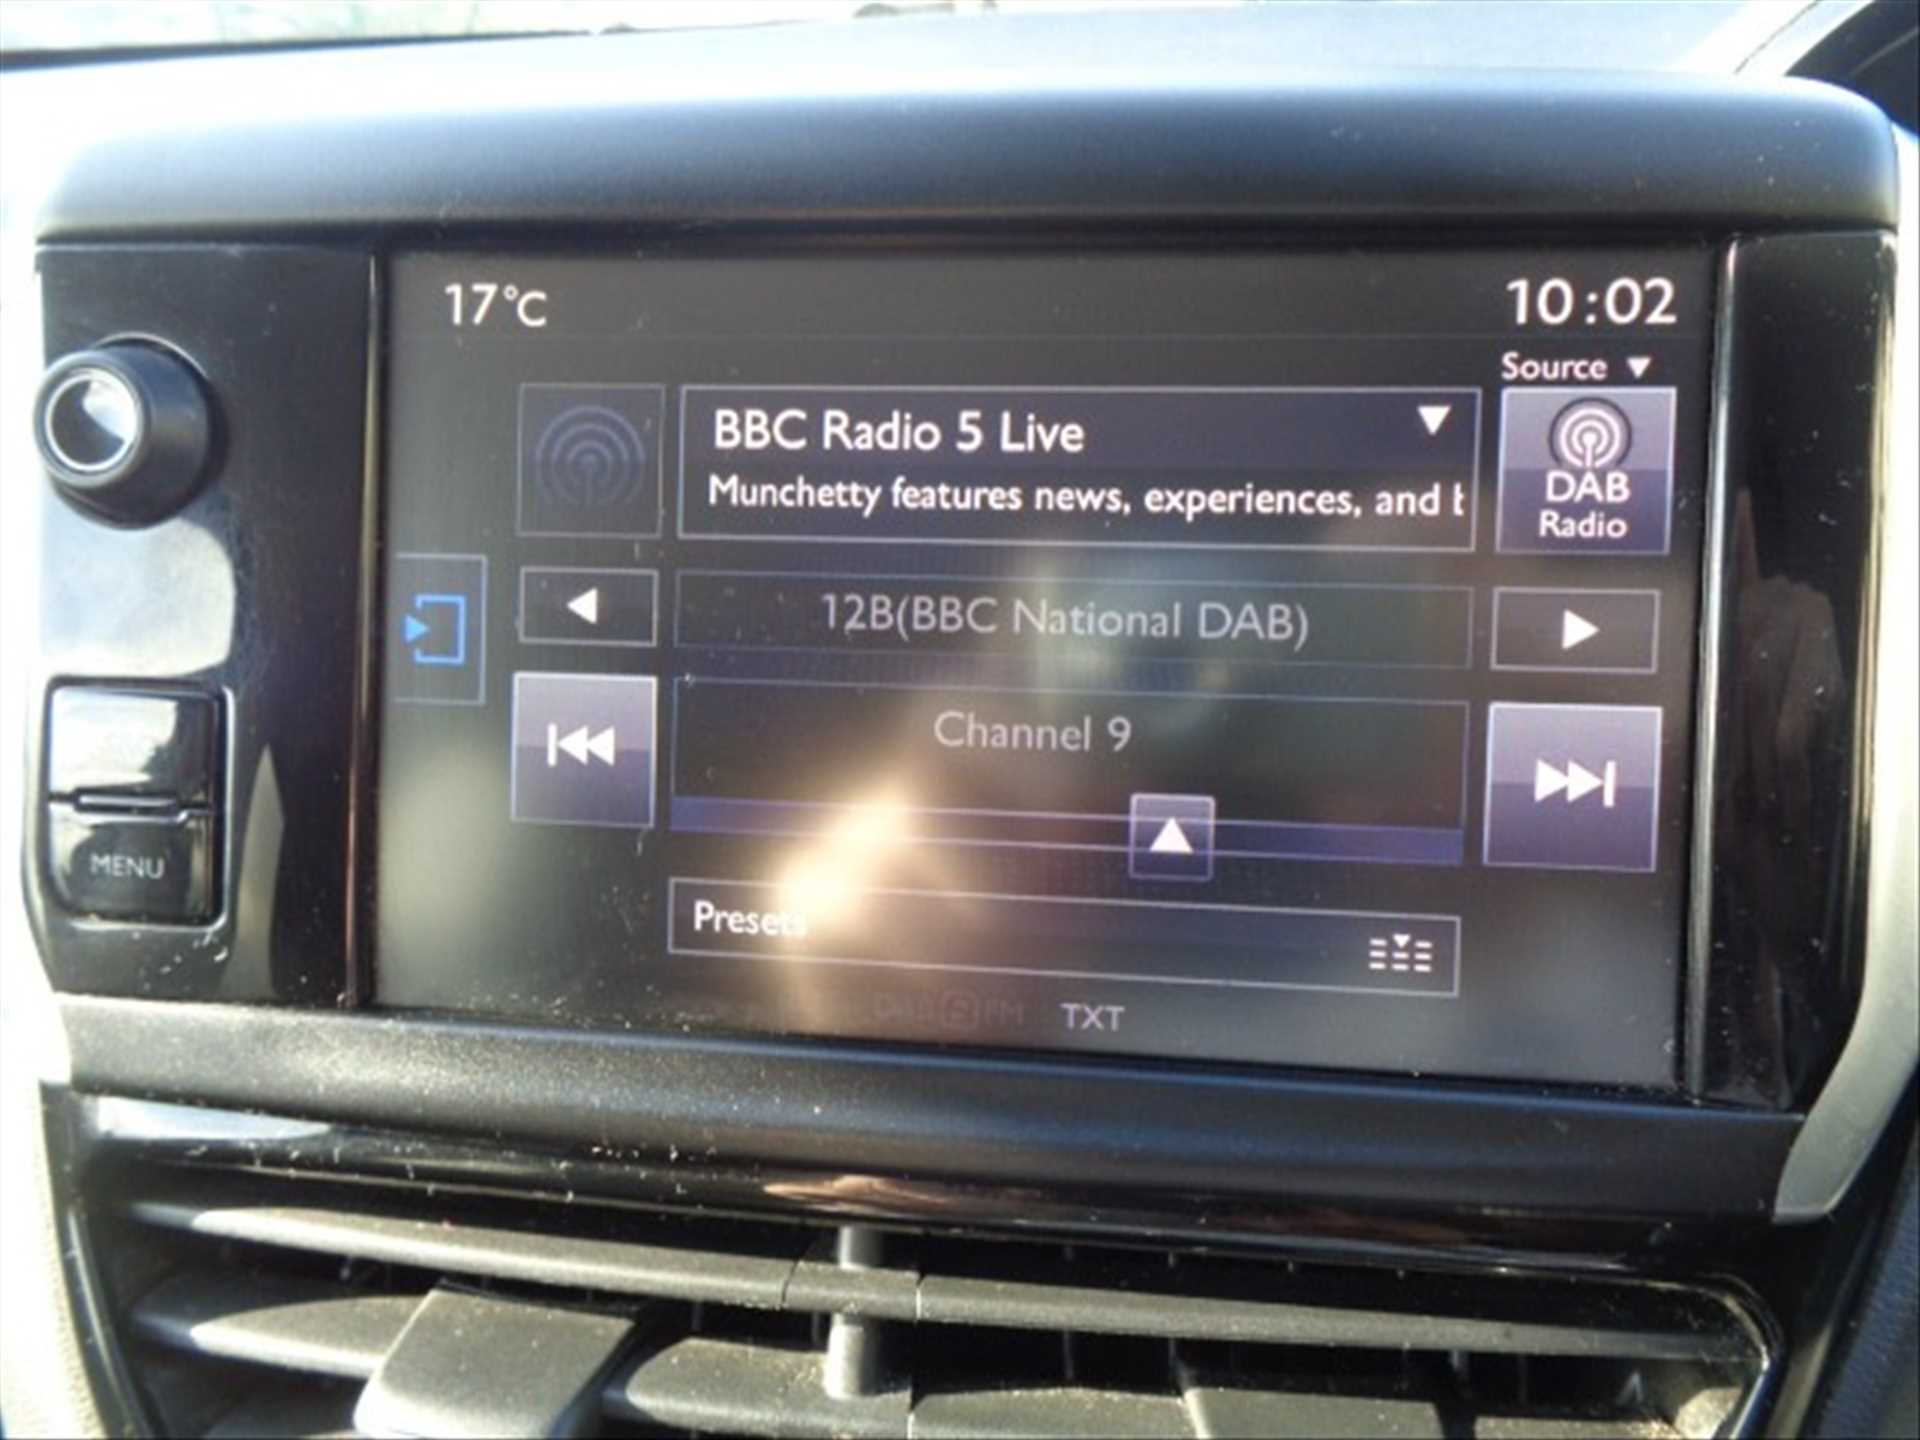 17°C
10:02
Source ▼
BBC Radio 5 Live
Munchetty features news, experiences, and
DAB
Radio
12B(BBC National DAB)
Channel 9
MENU
Presets
FM
TXT